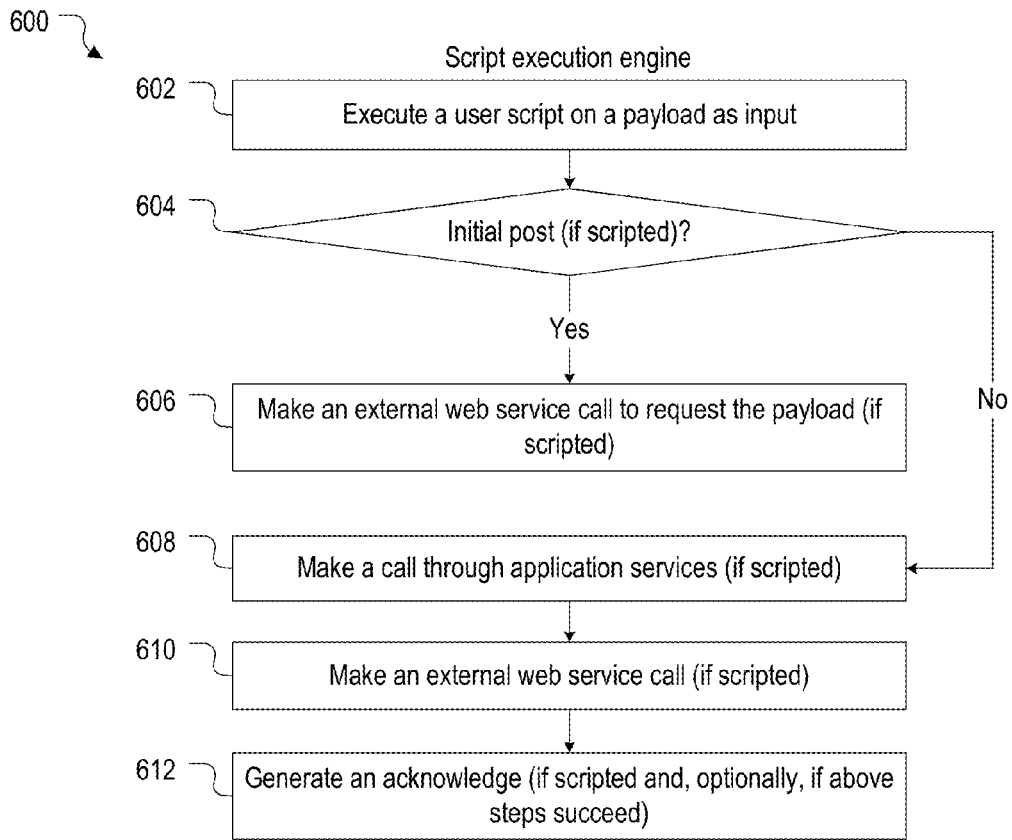 600
Script execution engine
602
Execute a user script on a payload as input
604
Initial post (if scripted)?
Yes
606
Make an external web service call to request the payload (if
scripted)
No
608
Make a call through application services (if scripted)
610
Make an external web service call (if scripted)
612
Generate an acknowledge (if scripted and, optionally, if above
steps succeed)